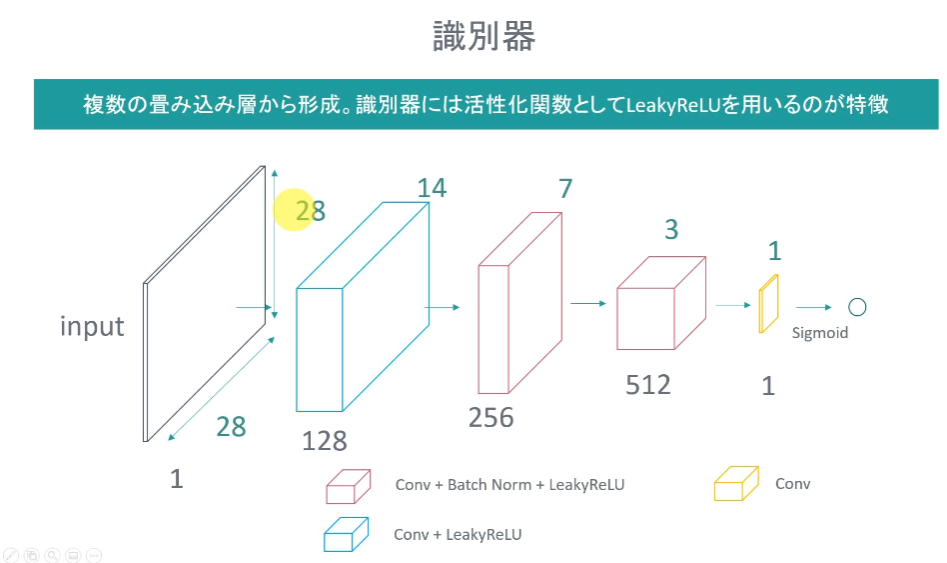 識別器
複数の畳み込み層から形成。識別器には活性化関数としてLeakyReLUを用いるのが特徴
28
14
7
3
1
input
Sigmoid
28
1
128
256
512
1
Conv + Batch Norm + LeakyReLU
Conv
Conv + LeakyReLU